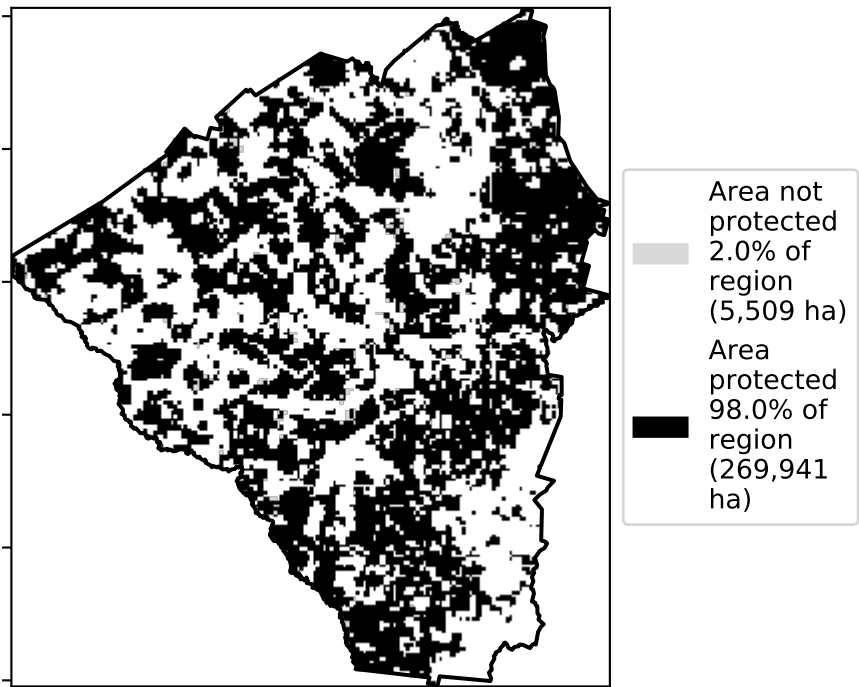 Area not
protected
2.0% of
region
(5,509 ha)
Area
protected
98.0% of
region
(269,941
ha)